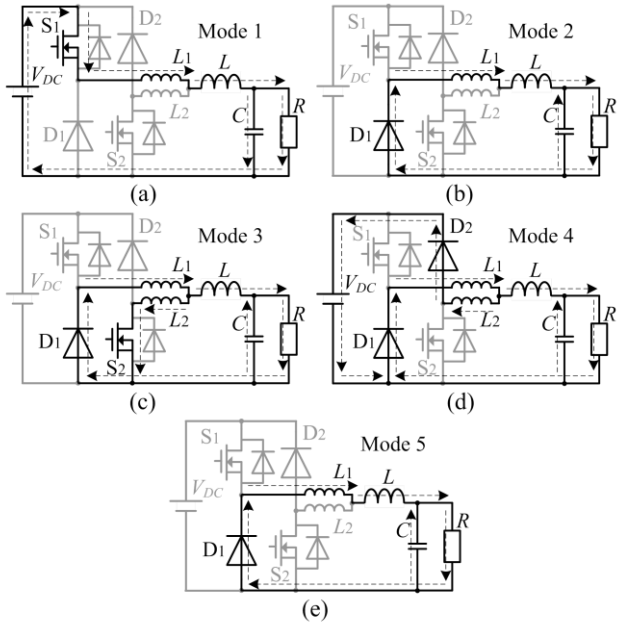 Mode 1
S1
D2
VDC
L1
L
L2
D1
S2
C
R
(a)
Mode 2
S1
D2
VDC
L1
L
L2
D1
S2
C
R
(b)
Mode 3
S1
D2
VDC
L1
L
L2
D1
S2
C
R
(c)
Mode 4
S1
D2
VDC
L1
L
L2
D1
S2
C
R
(d)
Mode 5
S1
D2
VDC
L1
L
L2
D1
S2
C
R
(e)